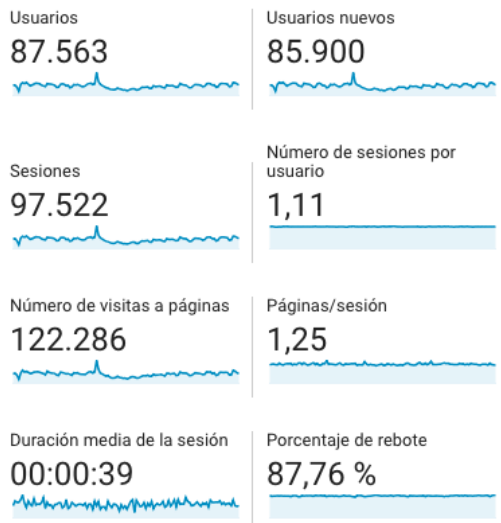 Usuarios
87.563
Usuarios nuevos
85.900
Sesiones
97.522
Número de sesiones por
usuario
1,11
Número de visitas a páginas
122.286
Páginas/sesión
1,25
Duración media de la sesión
00:00:39
Porcentaje de rebote
87,76 %